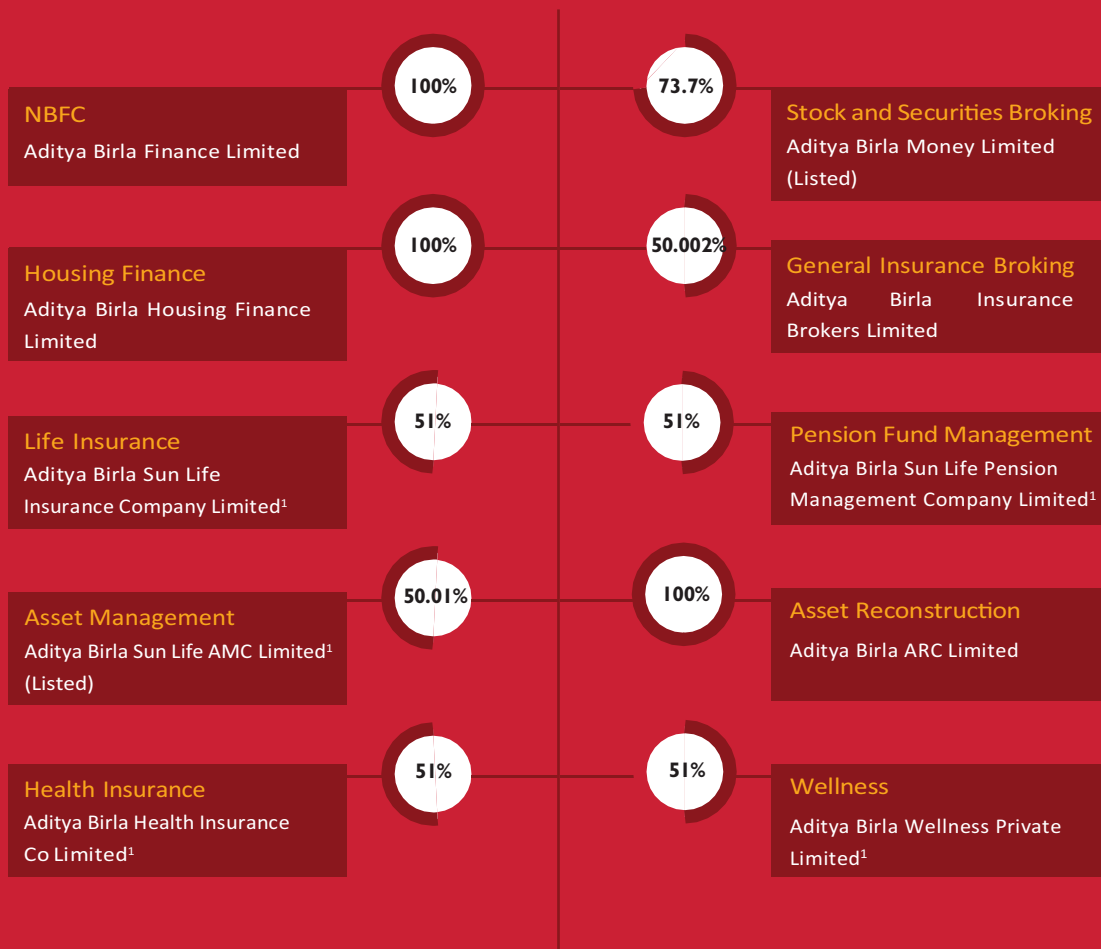 100%
NBFC
Aditya Birla Finance Limited
100%
Housing Finance
Aditya Birla Housing Finance
Limited
51%
Life Insurance
Aditya Birla Sun Life
Insurance Company Limited¹
50.01%
Asset Management
Aditya Birla Sun Life AMC Limited¹
(Listed)
51%
Health Insurance
Aditya Birla Health Insurance
Co Limited¹
73.7%
Stock and Securities Broking
Aditya Birla Money Limited
(Listed)
50.002%
General Insurance Broking
Aditya Birla Insurance
Brokers Limited
51%
Pension Fund Management
Aditya Birla Sun Life Pension
Management Company Limited¹
100%
Asset Reconstruction
Aditya Birla ARC Limited
51%
Wellness
Aditya Birla Wellness Private
Limited¹